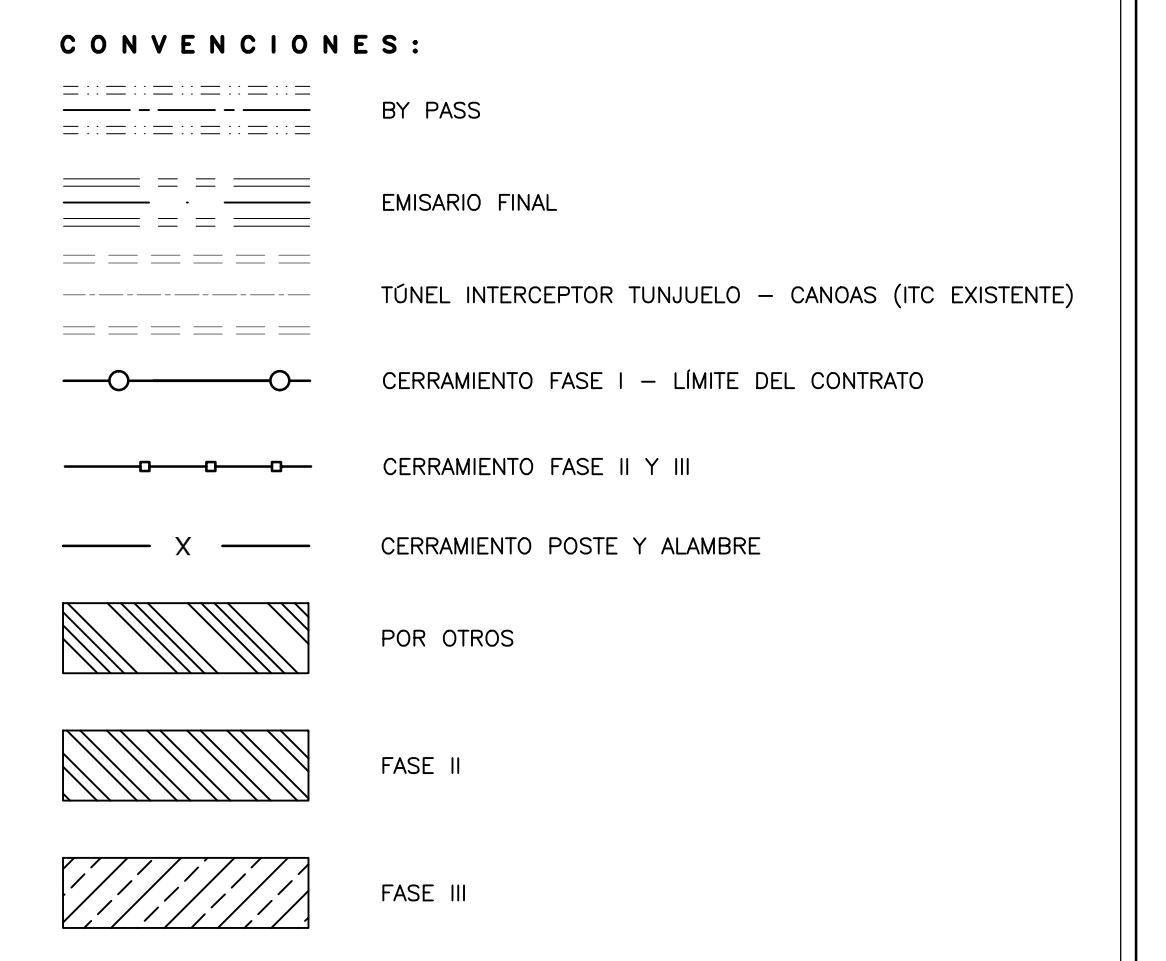 CONVENCIONES:
BY PASS
EMISARIO FINAL
TÚNEL INTERCEPTOR TUNJUELO – CANOAS (ITC EXISTENTE)
CERRAMIENTO FASE I – LÍMITE DEL CONTRATO
CERRAMIENTO FASE II Y III
X CERRAMIENTO POSTE Y ALAMBRE
POR OTROS
FASE II
FASE III